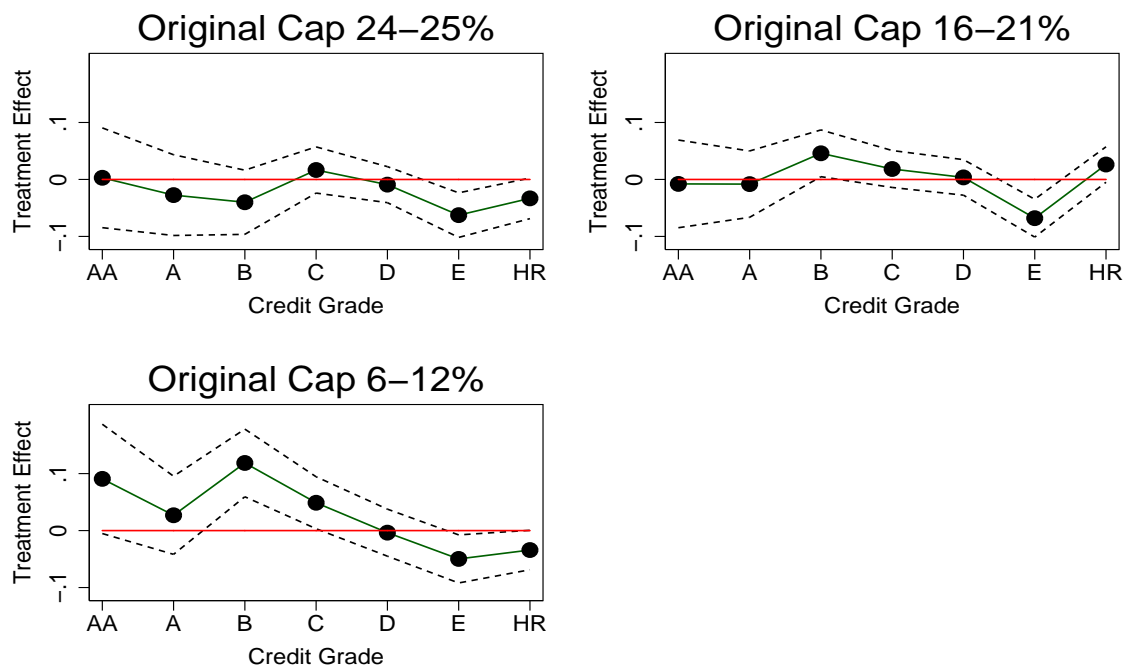 Original Cap 24−25%
Treatment Effect
.1
0
−.1
AA A B C D E HR
Credit Grade
Original Cap 16−21%
Treatment Effect
.1
0
−.1
AA A B C D E HR
Credit Grade
Original Cap 6−12%
Treatment Effect
.1
0
−.1
AA A B C D E HR
Credit Grade